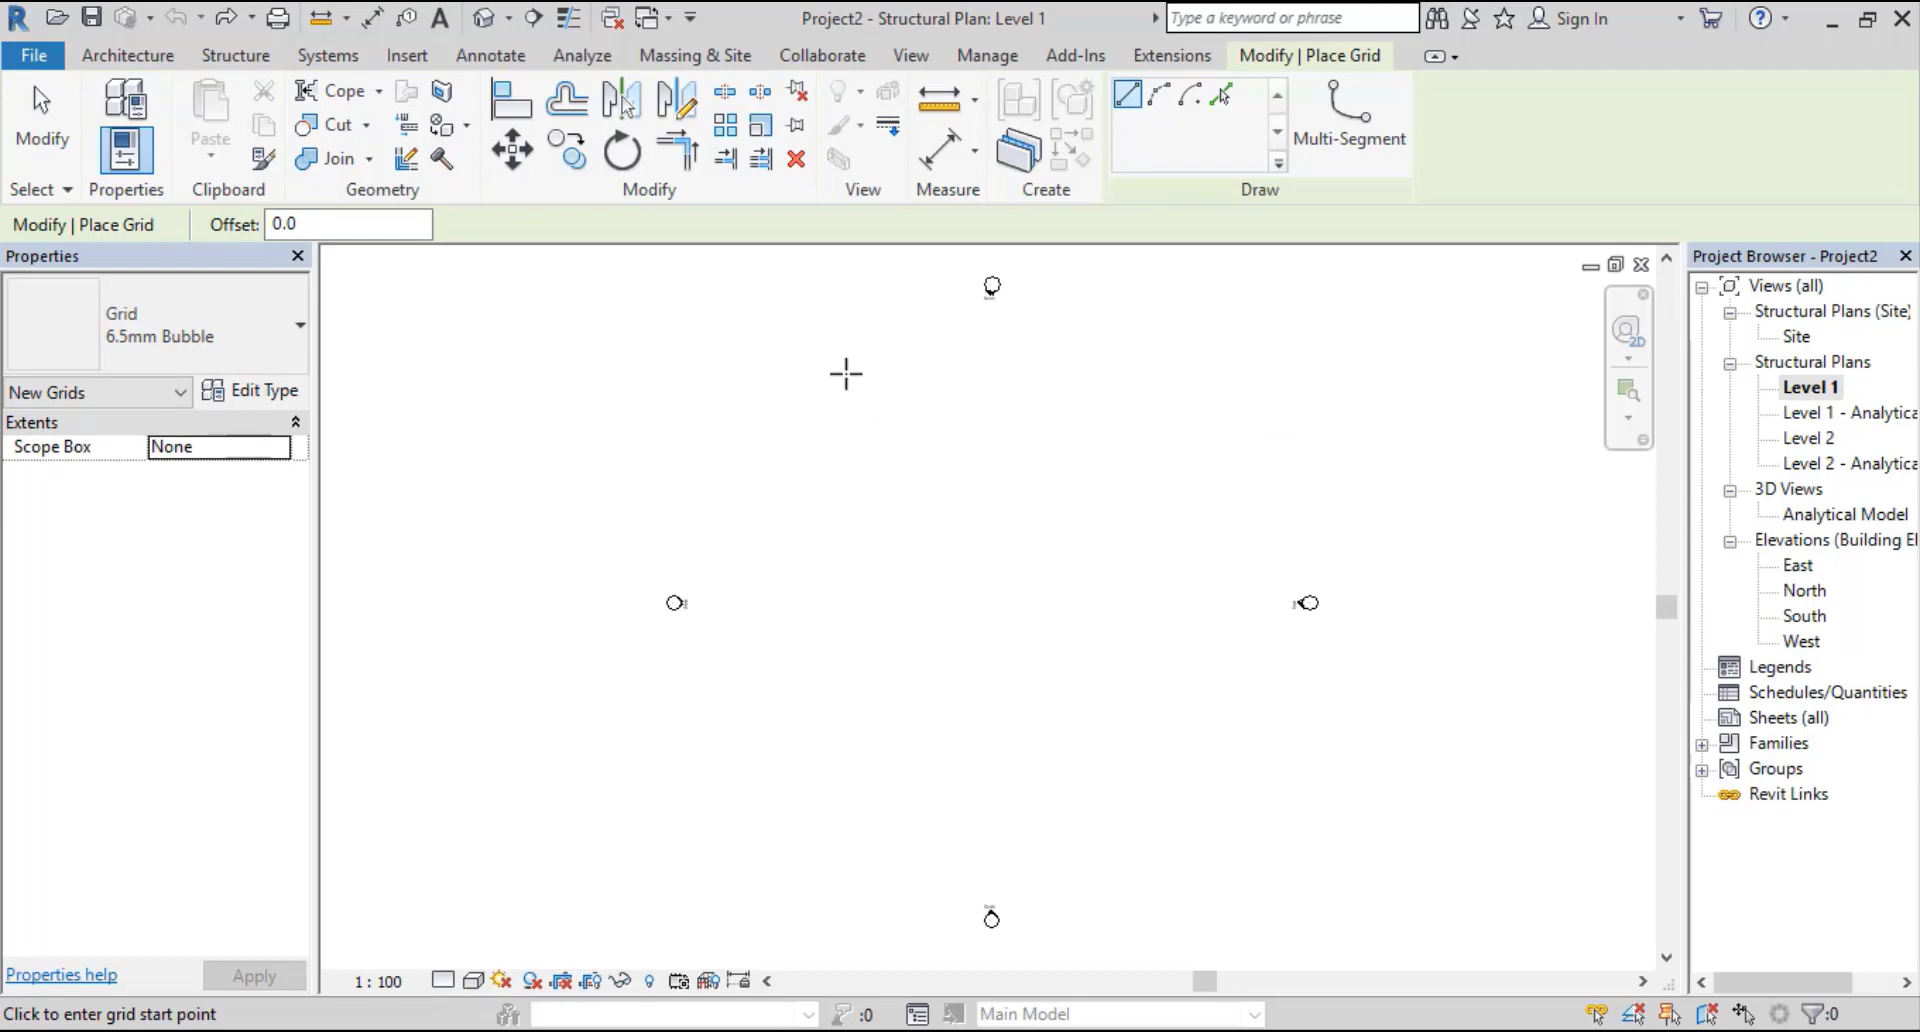 Project2 - Structural Plan: Level 1
Type a keyword or phrase
Sign In
File Architecture Structure Systems Insert Annotate Analyze Massing & Site Collaborate View Manage Add-Ins Extensions Modify | Place Grid
Modify
Paste
Cope
Cut
Join
Multi-Segment
Select Properties Clipboard Geometry Modify View Measure Create Draw
Modify | Place Grid Offset: 0.0
Properties
Grid
6.5mm Bubble
New Grids Edit Type
Extents
Scope Box None
Properties help Apply
2D
1 : 100
Project Browser - Project2
Views (all)
Structural Plans (Site)
Site
Structural Plans
Level 1
Level 1 - Analytica
Level 2
Level 2 - Analytica
3D Views
Analytical Model
Elevations (Building El
East
North
South
West
Legends
Schedules/Quantities
Sheets (all)
Families
Groups
Revit Links
Click to enter grid start point
:0
Main Model
:0